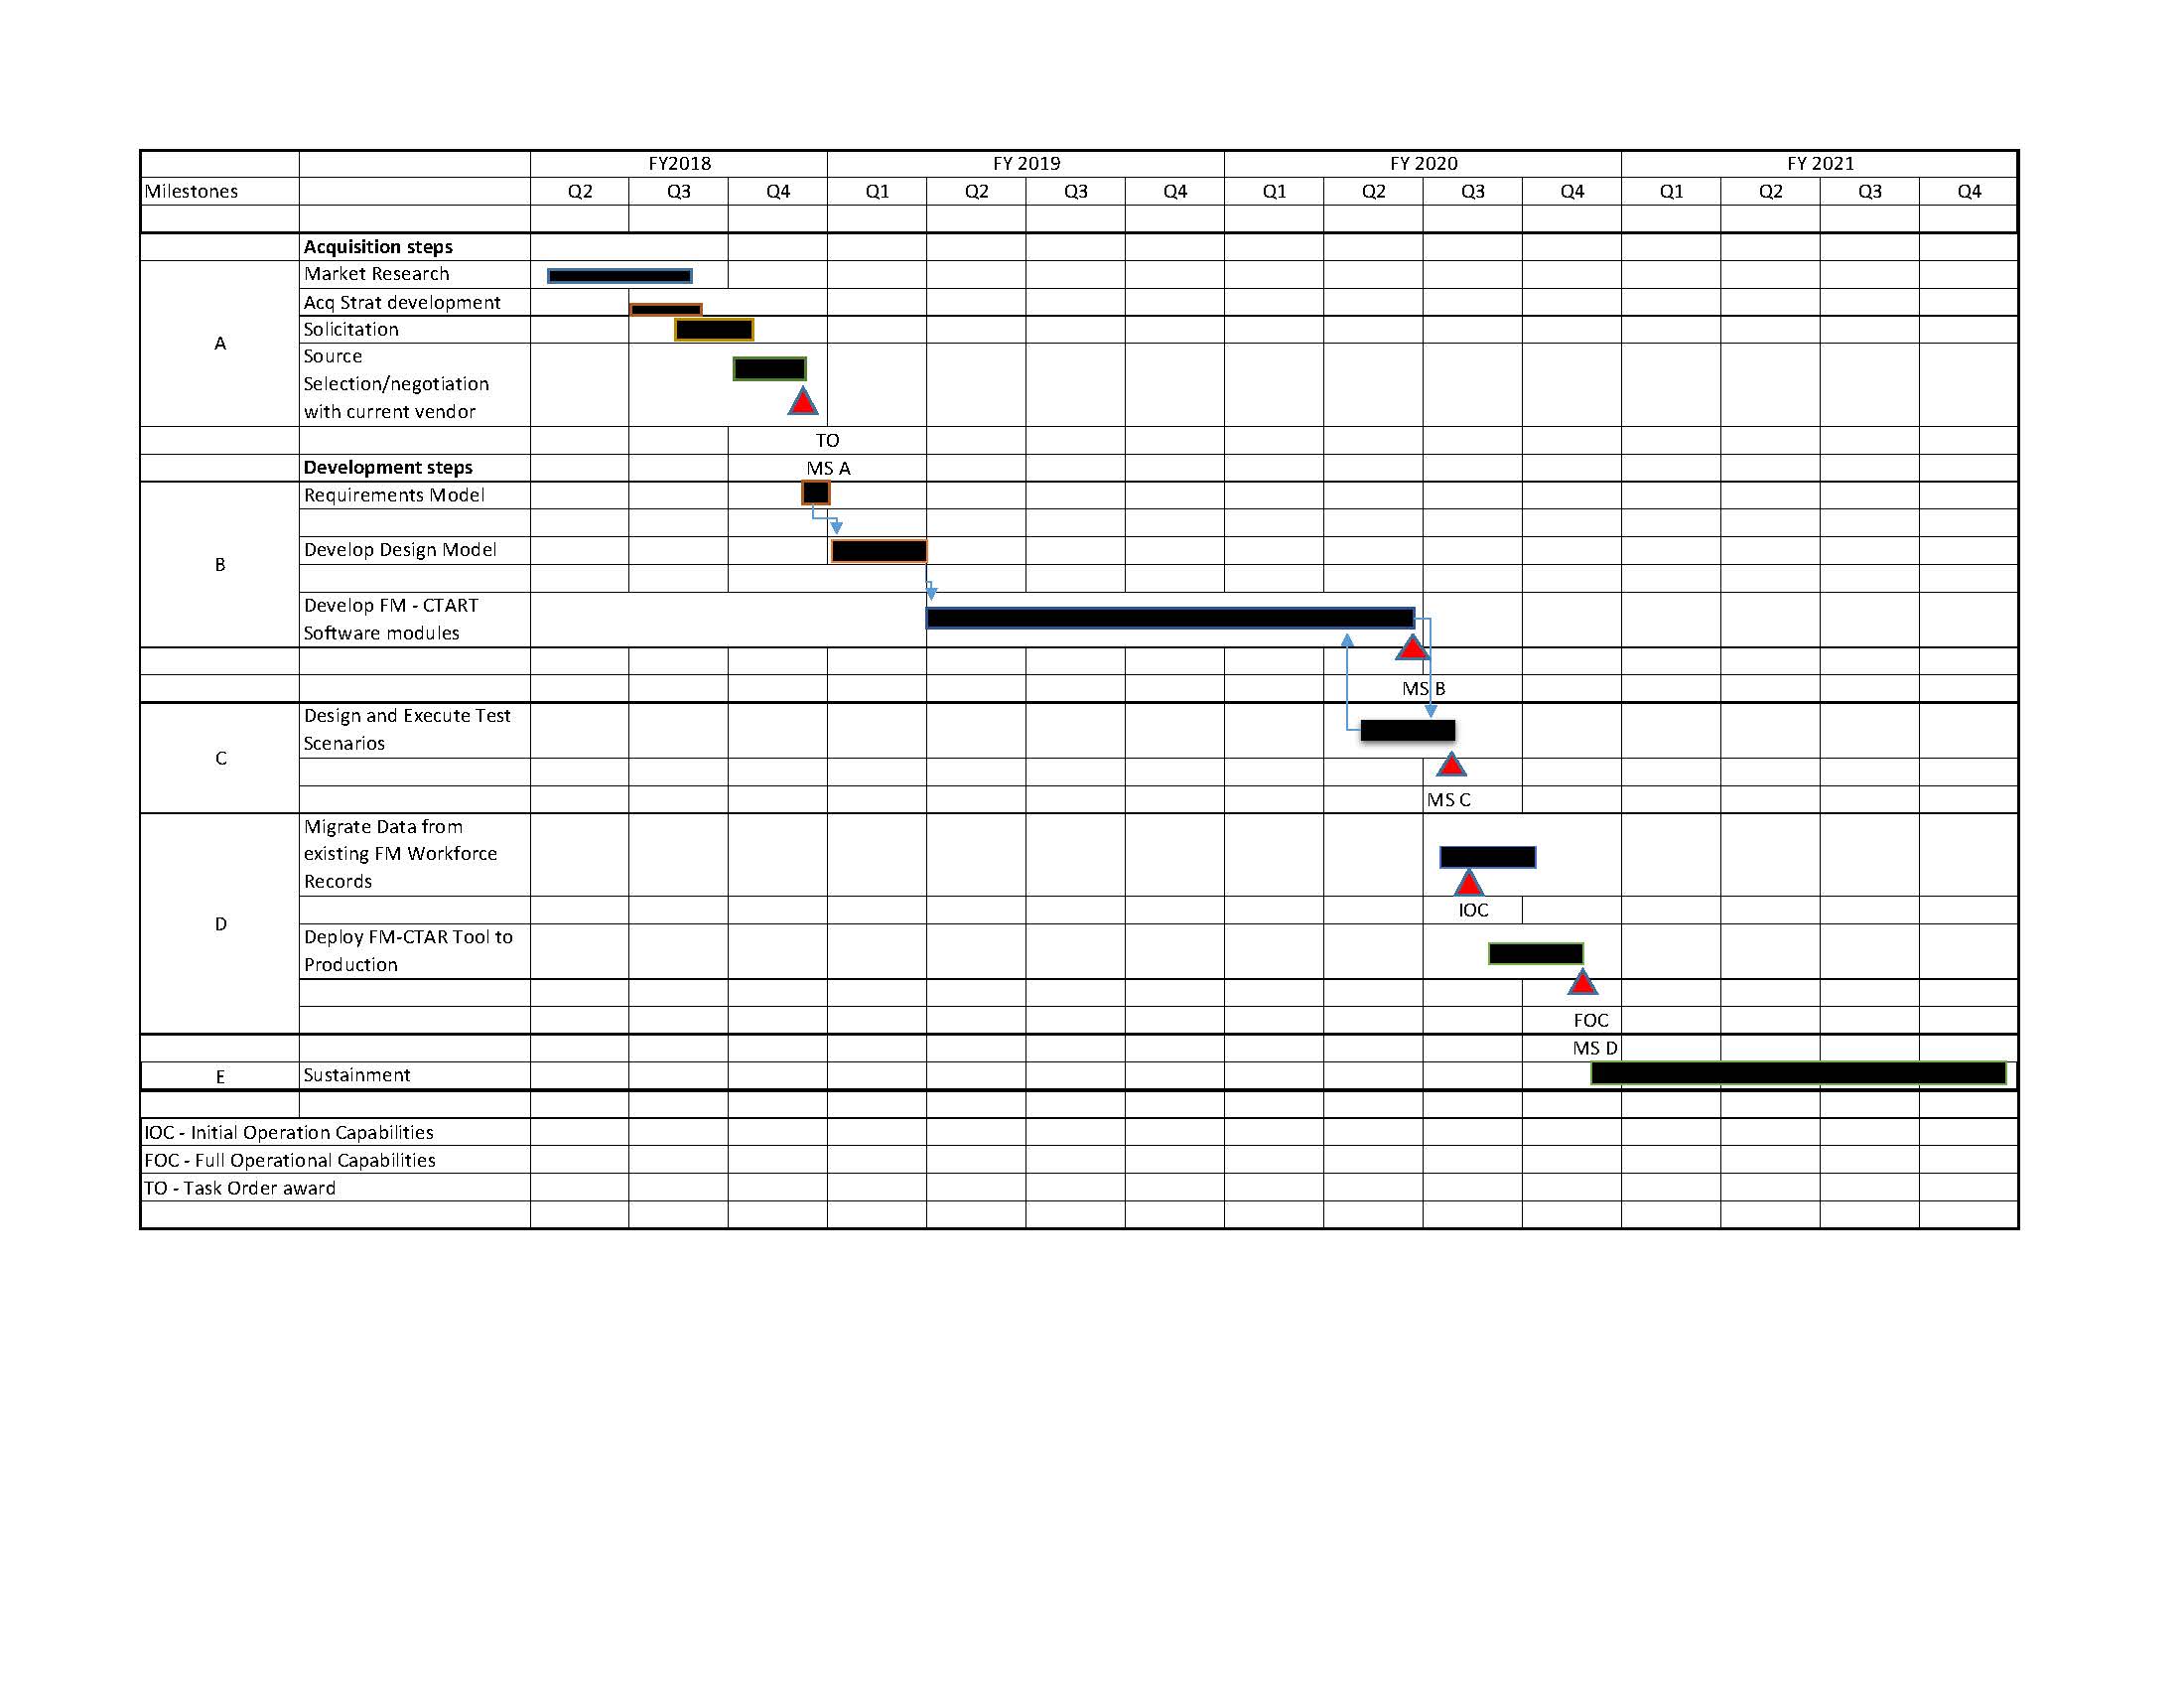 FY2018 FY 2019 FY 2020 FY 2021
Milestones Q2 Q3 Q4 Q1 Q2 Q3 Q4 Q1 Q2 Q3 Q4 Q1 Q2 Q3 Q4
Acquisition steps
Market Research
Acq Strat development
Solicitation
A
Source
Selection/negotiation
with current vendor
TO
Development steps MS A
Requirements Model
Develop Design Model
B
Develop FM - CTART
Software modules
MS B
Design and Execute Test
Scenarios
C
MS C
Migrate Data from
existing FM Workforce
Records
IOC
D
Deploy FM-CTAR Tool to
Production
FOC
MS D
E Sustainment
IOC - Initial Operation Capabilities
FOC - Full Operational Capabilities
TO - Task Order award